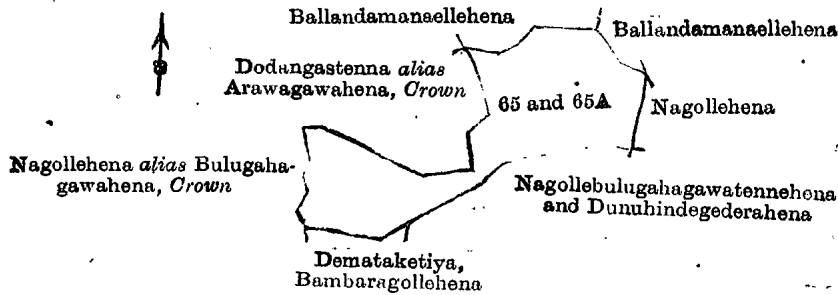 Ballandamanaellehena
Ballandamanaellehena
Dodangastenna alias
Arawagawahena, Crown
65 and 65A
Nagollehena
Nagollehena alias Bulugaha-
gawahena, Crown
Nagollebulugahagawatennehena
and Dunuhindegederahena
Demataketiya,
Bambaragollehena